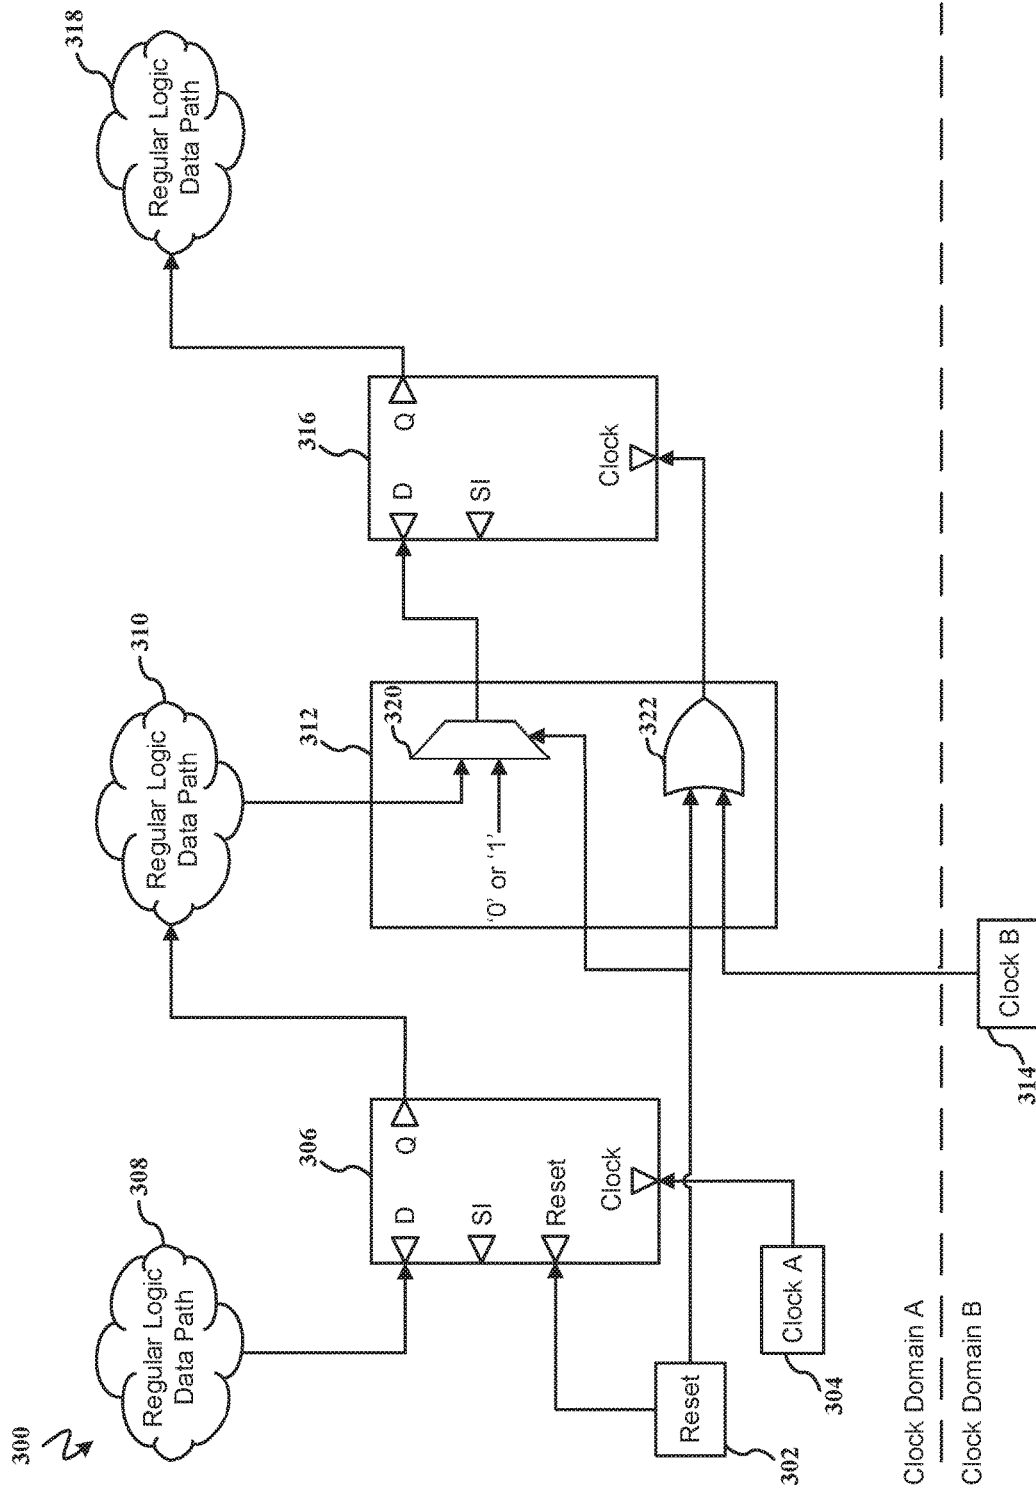 300
308
Regular Logic
Data Path
310
Regular Logic
Data Path
318
Regular Logic
Data Path
306
D
Q
SI
Reset
Clock
312
320
'0' or '1'
322
316
D
Q
SI
Clock
Reset
302
Clock A
304
Clock Domain A
Clock Domain B
Clock B
314